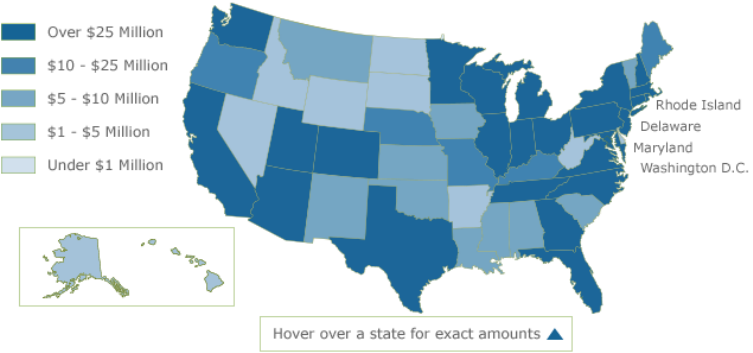 Over $25 Million
$10 - $25 Million
$5 - $10 Million
$1 - $5 Million
Under $1 Million
Rhode Island
Delaware
Maryland
Washington D.C.
Hover over a state for exact amounts